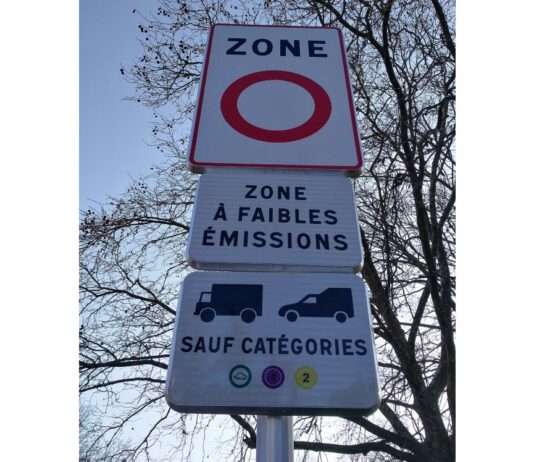 ZONE
ZONE
À FAIBLES
ÉMISSIONS
SAUF CATÉGORIES
2